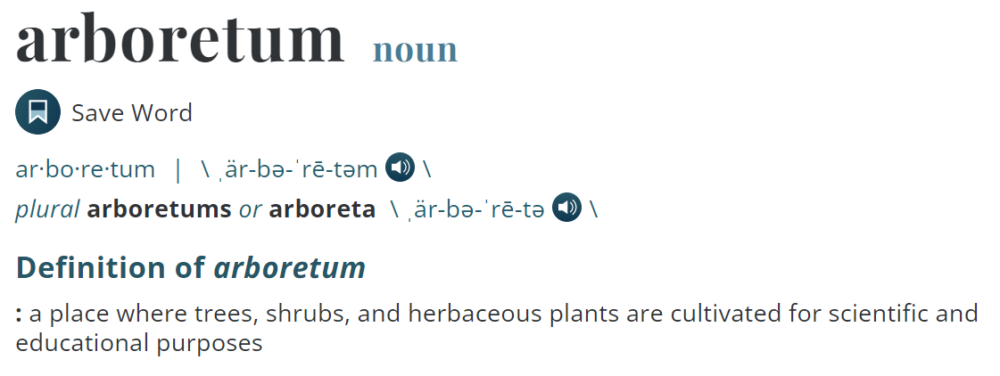 arboretum noun
Save Word
ar·bo·re·tum | \ ˌär-bə-ˈrē-təm \
plural arboretums or arboreta \ ˌär-bə-ˈrē-tə \
Definition of arboretum
: a place where trees, shrubs, and herbaceous plants are cultivated for scientific and
educational purposes